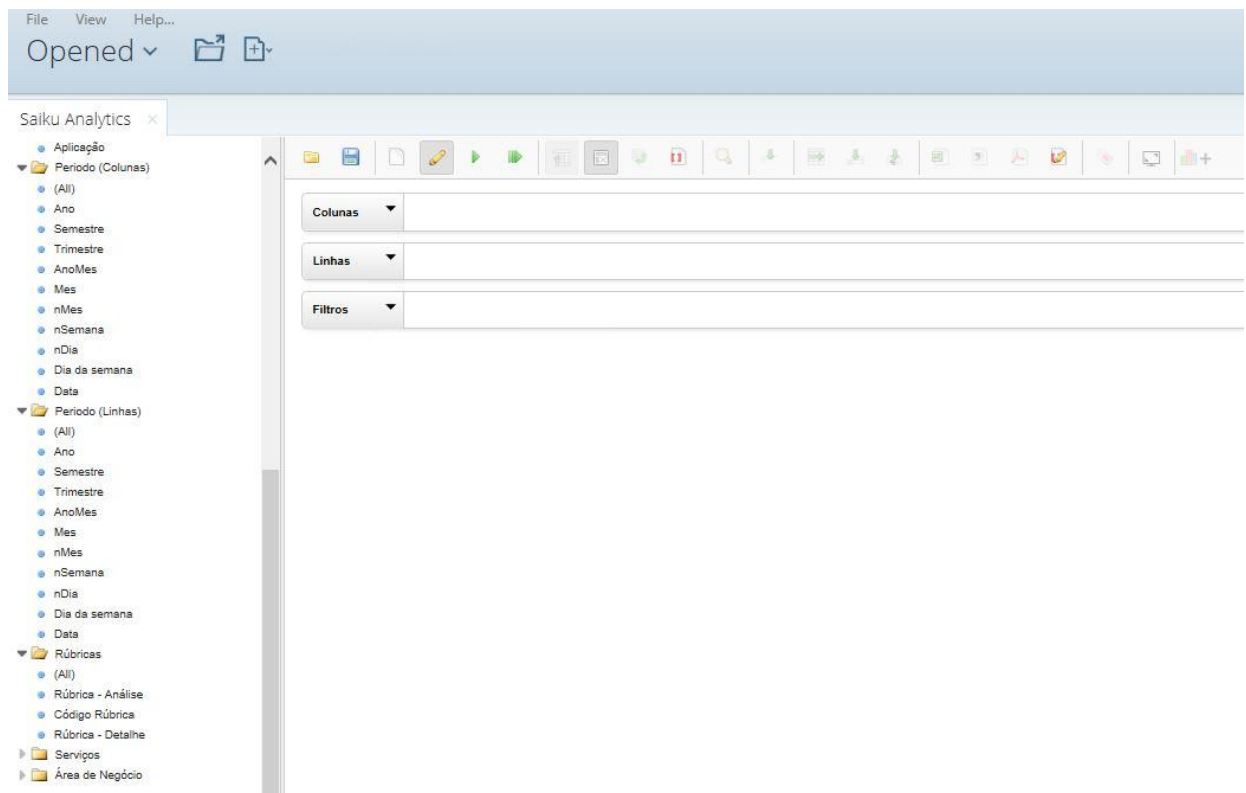 File View Help...
Opened
Saiku Analytics
Aplicação
Periodo (Colunas)
(All)
Ano
Semestre
Trimestre
AnoMes
Mes
nMes
nSemana
nDia
Dia da semana
Data
Periodo (Linhas)
(All)
Ano
Semestre
Trimestre
AnoMes
Mes
nMes
nSemana
nDia
Dia da semana
Data
Rúbricas
(All)
Rúbrica - Análise
Código Rúbrica
Rúbrica - Detalhe
Serviços
Área de Negócio
Colunas
Linhas
Filtros